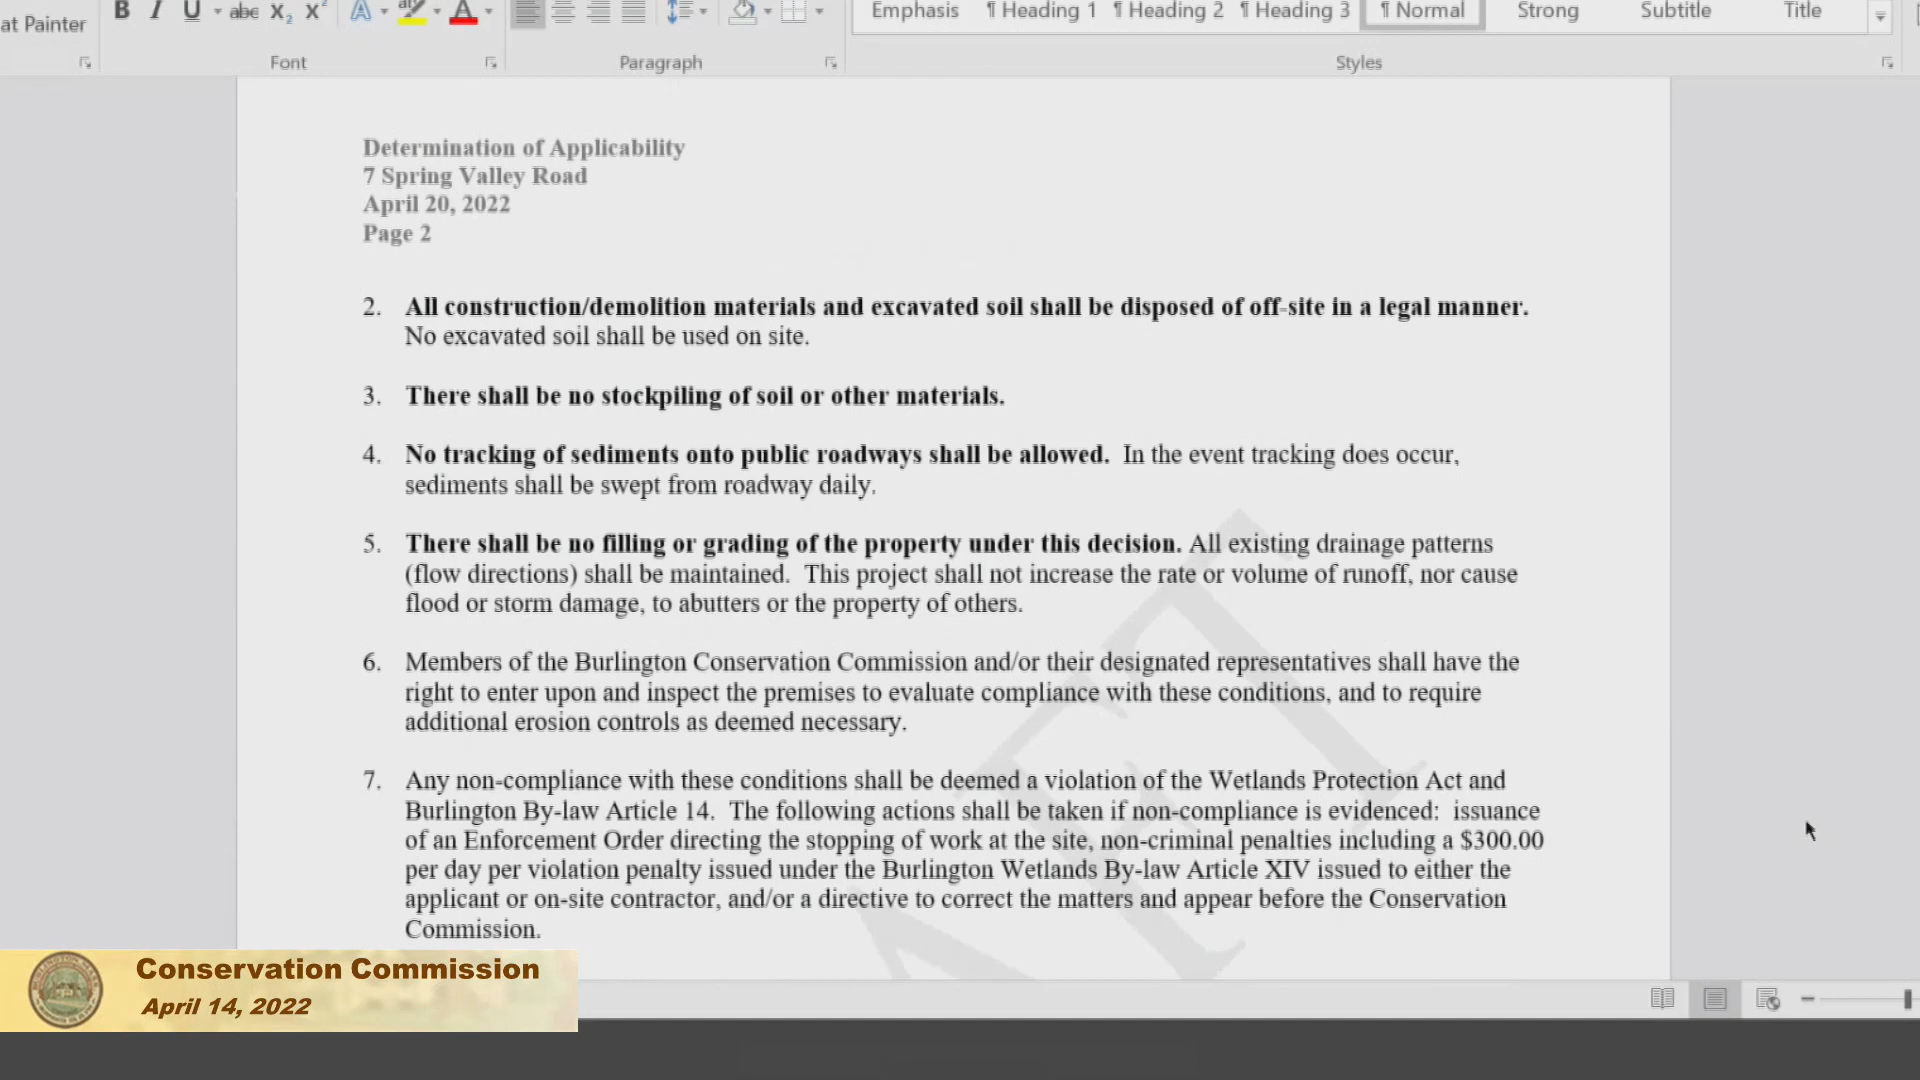 at Painter
B I U abc X2 X2 A ab A
Emphasis ¶ Heading 1 ¶ Heading 2 ¶ Heading 3 ¶ Normal Strong Subtitle Title
Font Paragraph Styles
Determination of Applicability
7 Spring Valley Road
April 20, 2022
Page 2
2. All construction/demolition materials and excavated soil shall be disposed of off-site in a legal manner.
No excavated soil shall be used on site.
3. There shall be no stockpiling of soil or other materials.
4. No tracking of sediments onto public roadways shall be allowed. In the event tracking does occur,
sediments shall be swept from roadway daily.
5. There shall be no filling or grading of the property under this decision. All existing drainage patterns
(flow directions) shall be maintained. This project shall not increase the rate or volume of runoff, nor cause
flood or storm damage, to abutters or the property of others.
6. Members of the Burlington Conservation Commission and/or their designated representatives shall have the
right to enter upon and inspect the premises to evaluate compliance with these conditions, and to require
additional erosion controls as deemed necessary.
7. Any non-compliance with these conditions shall be deemed a violation of the Wetlands Protection Act and
Burlington By-law Article 14. The following actions shall be taken if non-compliance is evidenced: issuance
of an Enforcement Order directing the stopping of work at the site, non-criminal penalties including a $300.00
per day per violation penalty issued under the Burlington Wetlands By-law Article XIV issued to either the
applicant or on-site contractor, and/or a directive to correct the matters and appear before the Conservation
Commission.
Conservation Commission
April 14, 2022